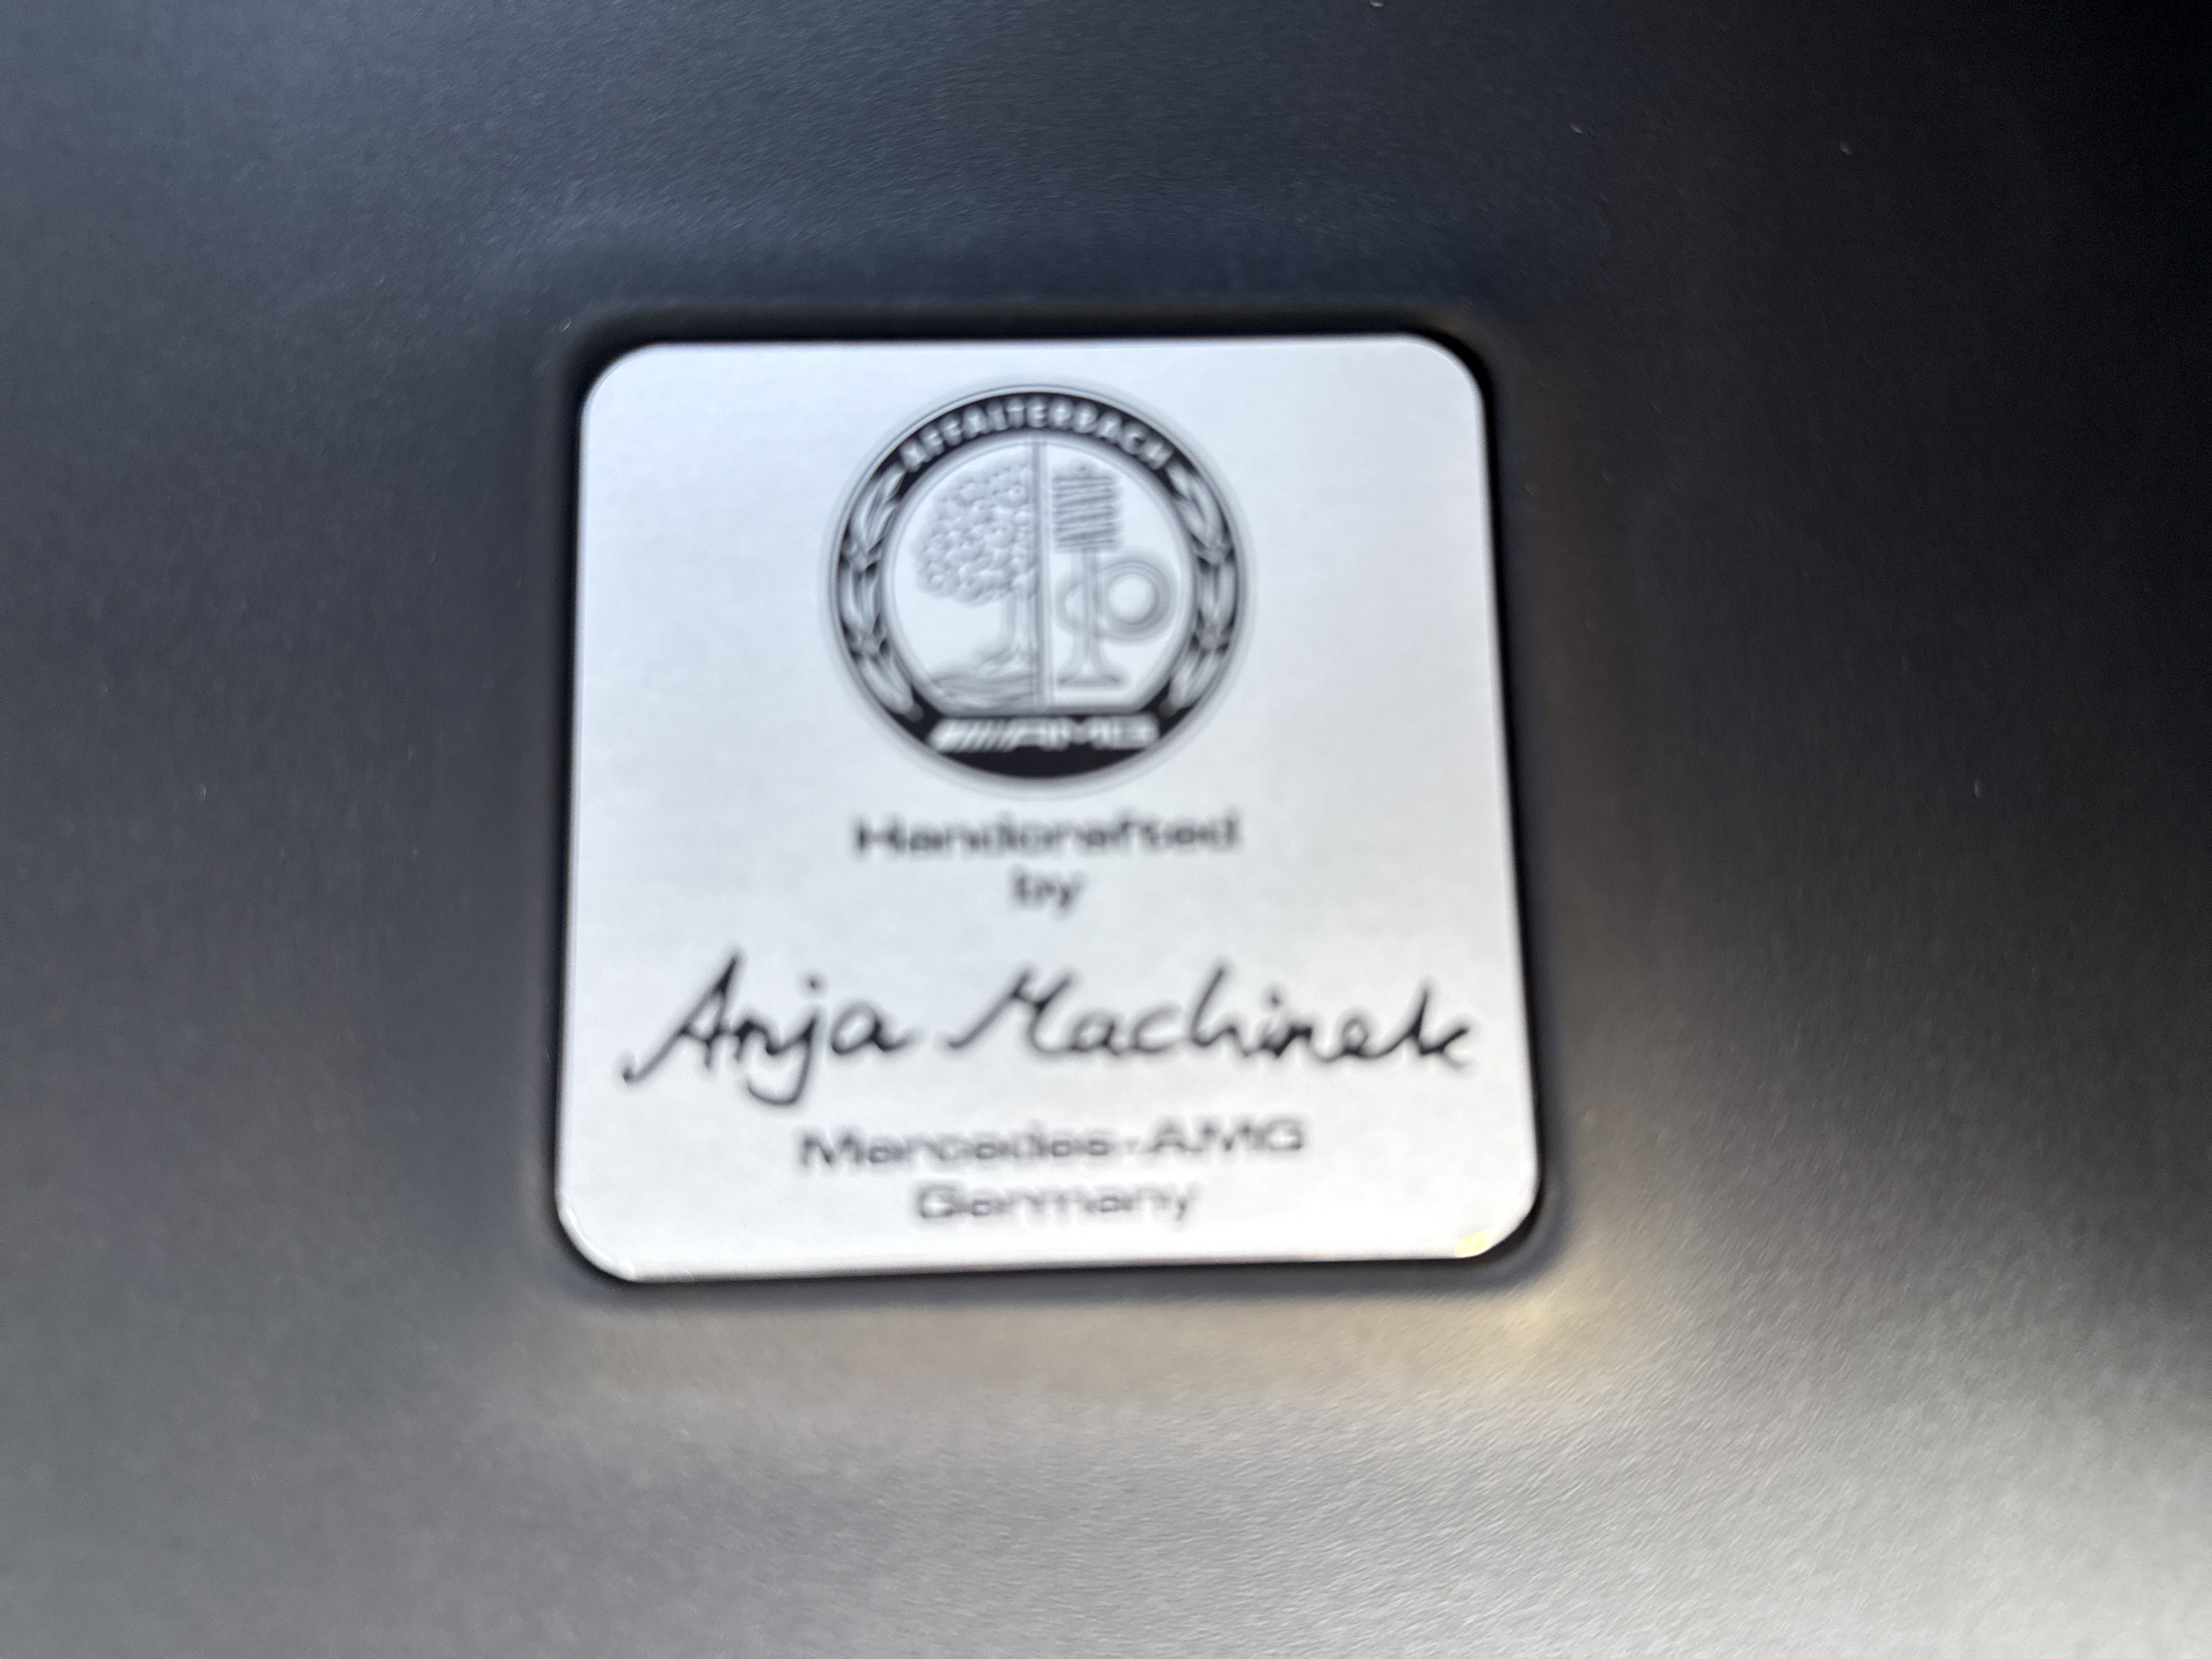 AFFALTERBACH
AMG
Handcrafted
by
Anja Machinek
Mercedes-AMG
Germany